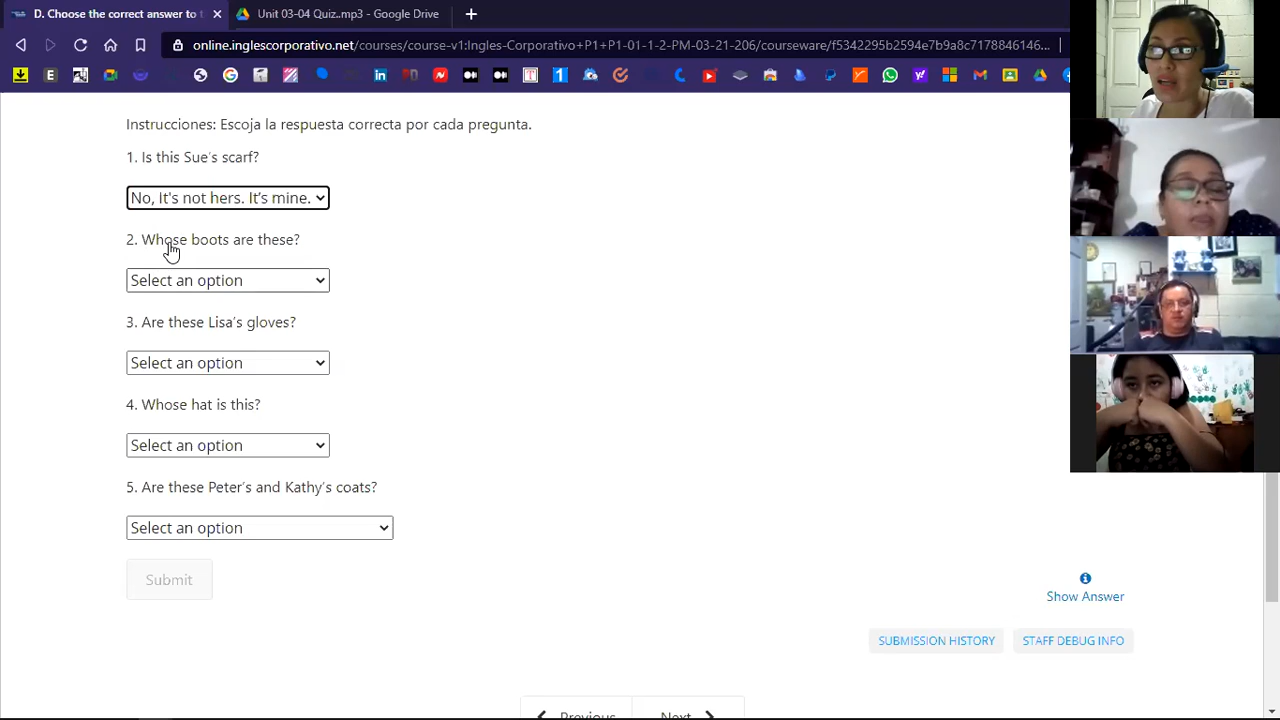 D. Choose the correct answer to t
Unit 03-04 Quiz..mp3 - Google Drive
online.inglescorporativo.net/courses/course-v1:Ingles-Corporativo+P1+P1-01-1-2-PM-03-21-206/courseware/f5342295b2594e7b9a8c7178846146...
Instrucciones: Escoja la respuesta correcta por cada pregunta.
1. Is this Sue's scarf?
No, It's not hers. It's mine.
2. Whose boots are these?
Select an option
3. Are these Lisa's gloves?
Select an option
4. Whose hat is this?
Select an option
5. Are these Peter's and Kathy's coats?
Select an option
Submit
Show Answer
SUBMISSION HISTORY
STAFF DEBUG INFO
Previous
Next